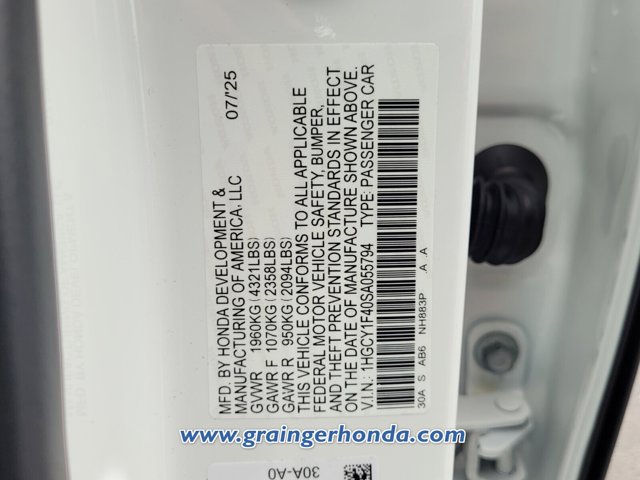 MFD. BY HONDA DEVELOPMENT &
MANUFACTURING OF AMERICA, LLC 07/'25
GVWR 1960KG(4321LBS)
GAWR F 1070KG(2358LBS)
GAWR R 950KG(2094LBS)
THIS VEHICLE CONFORMS TO ALL APPLICABLE
FEDERAL MOTOR VEHICLE SAFETY, BUMPER,
AND THEFT PREVENTION STANDARDS IN EFFECT
ON THE DATE OF MANUFACTURE SHOWN ABOVE.
V.I.N.: 1HGCY1F40SA055794 TYPE: PASSENGER CAR
30A S AB6 NH883P A A
30A-A0
www.graingerhonda.com